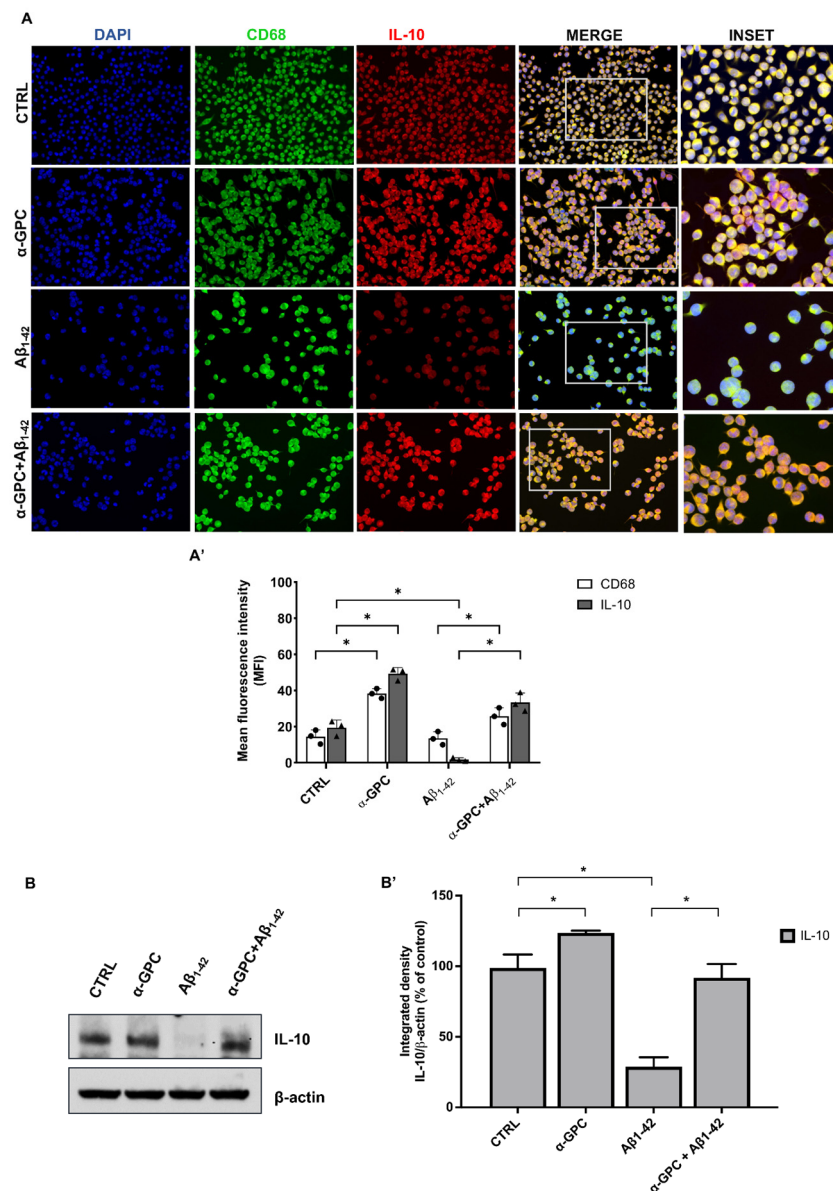 A
DAPI CD68 IL-10 MERGE INSET
CTRL
α-GPC
Aβ1-42
α-GPC+Aβ1-42
A'
Mean fluorescence intensity
(MFI)
100
80
60
40
20
0
* * * * *
CD68
IL-10
CTRL α-GPC Aβ1-42 α-GPC+Aβ1-42
B
CTRL α-GPC Aβ1-42 α-GPC+Aβ1-42
IL-10
β-actin
B'
Integrated density
IL-10/β-actin (% of control)
150
100
50
0
* * *
IL-10
CTRL α-GPC Aβ1-42 α-GPC + Aβ1-42